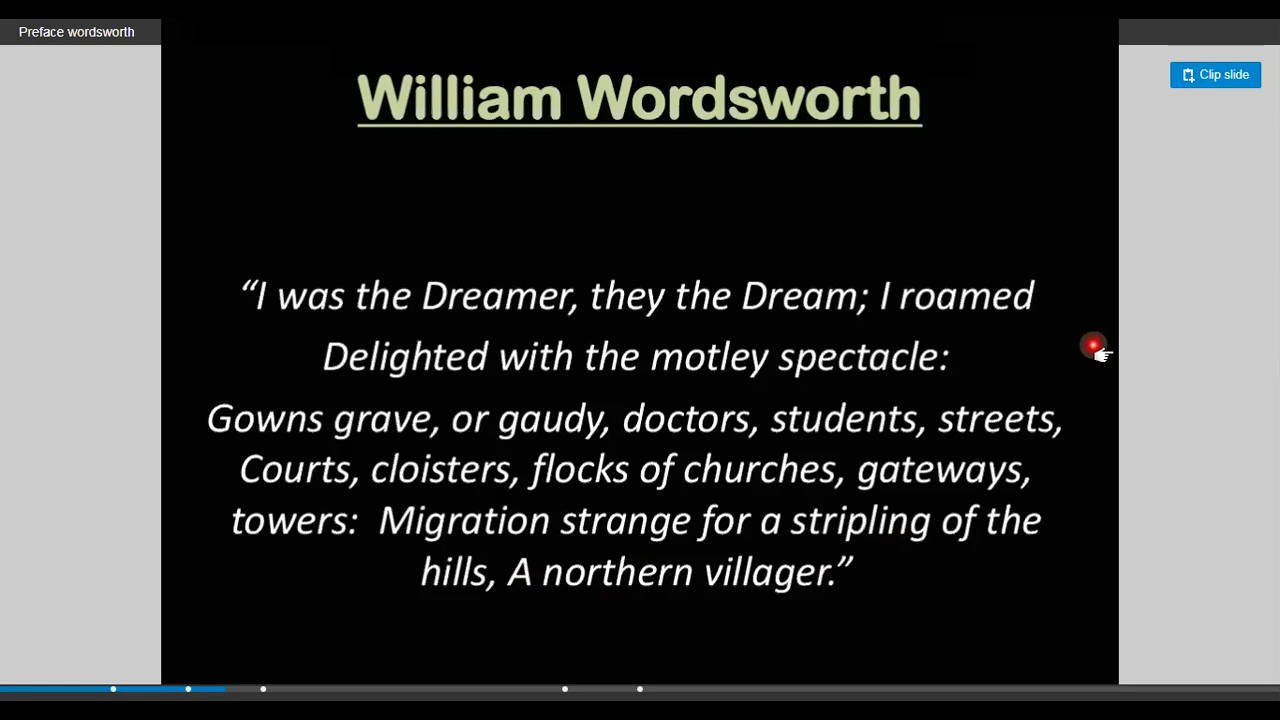 Preface wordsworth
Clip slide
William Wordsworth
“I was the Dreamer, they the Dream; I roamed
Delighted with the motley spectacle:
Gowns grave, or gaudy, doctors, students, streets,
Courts, cloisters, flocks of churches, gateways,
towers:  Migration strange for a stripling of the
hills, A northern villager.”